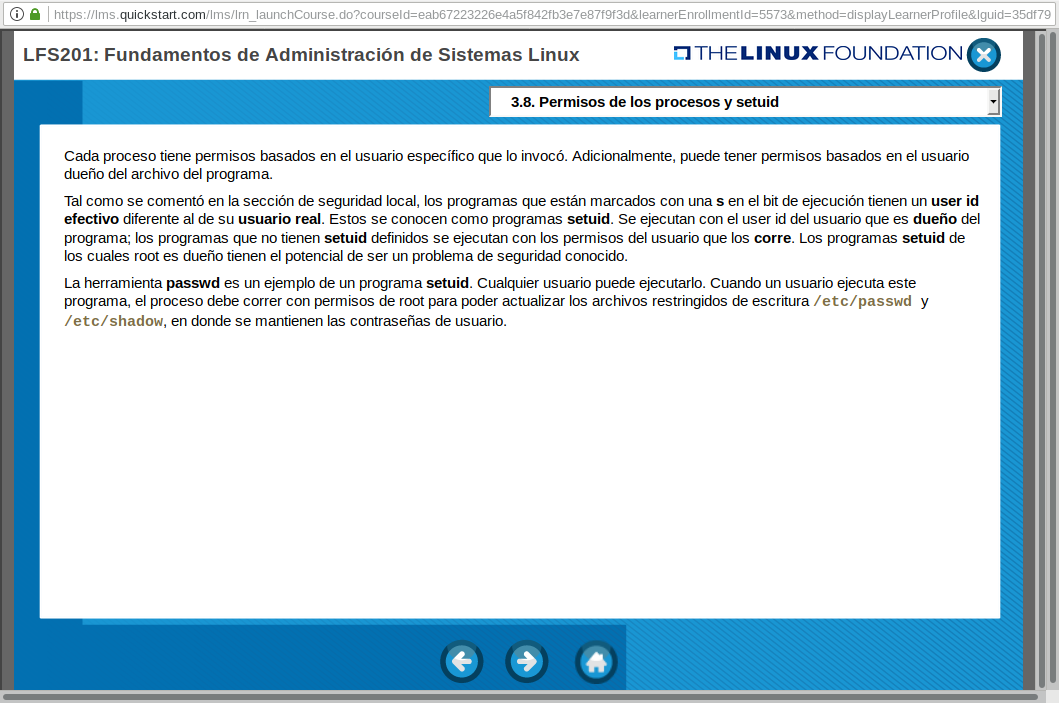 https://lms.quickstart.com/lms/lrn_launchCourse.do?courseId=eab67223226e4a5f842fb3e7e87f9f3d&learnerEnrollmentId=5573&method=displayLearnerProfile&lguid=35df79
LFS201: Fundamentos de Administración de Sistemas Linux
THE LINUX FOUNDATION
3.8. Permisos de los procesos y setuid
Cada proceso tiene permisos basados en el usuario específico que lo invocó. Adicionalmente, puede tener permisos basados en el usuario
dueño del archivo del programa.
Tal como se comentó en la sección de seguridad local, los programas que están marcados con una s en el bit de ejecución tienen un user id
efectivo diferente al de su usuario real. Estos se conocen como programas setuid. Se ejecutan con el user id del usuario que es dueño del
programa; los programas que no tienen setuid definidos se ejecutan con los permisos del usuario que los corre. Los programas setuid de
los cuales root es dueño tienen el potencial de ser un problema de seguridad conocido.
La herramienta passwd es un ejemplo de un programa setuid. Cualquier usuario puede ejecutarlo. Cuando un usuario ejecuta este
programa, el proceso debe correr con permisos de root para poder actualizar los archivos restringidos de escritura /etc/passwd y
/etc/shadow, en donde se mantienen las contraseñas de usuario.